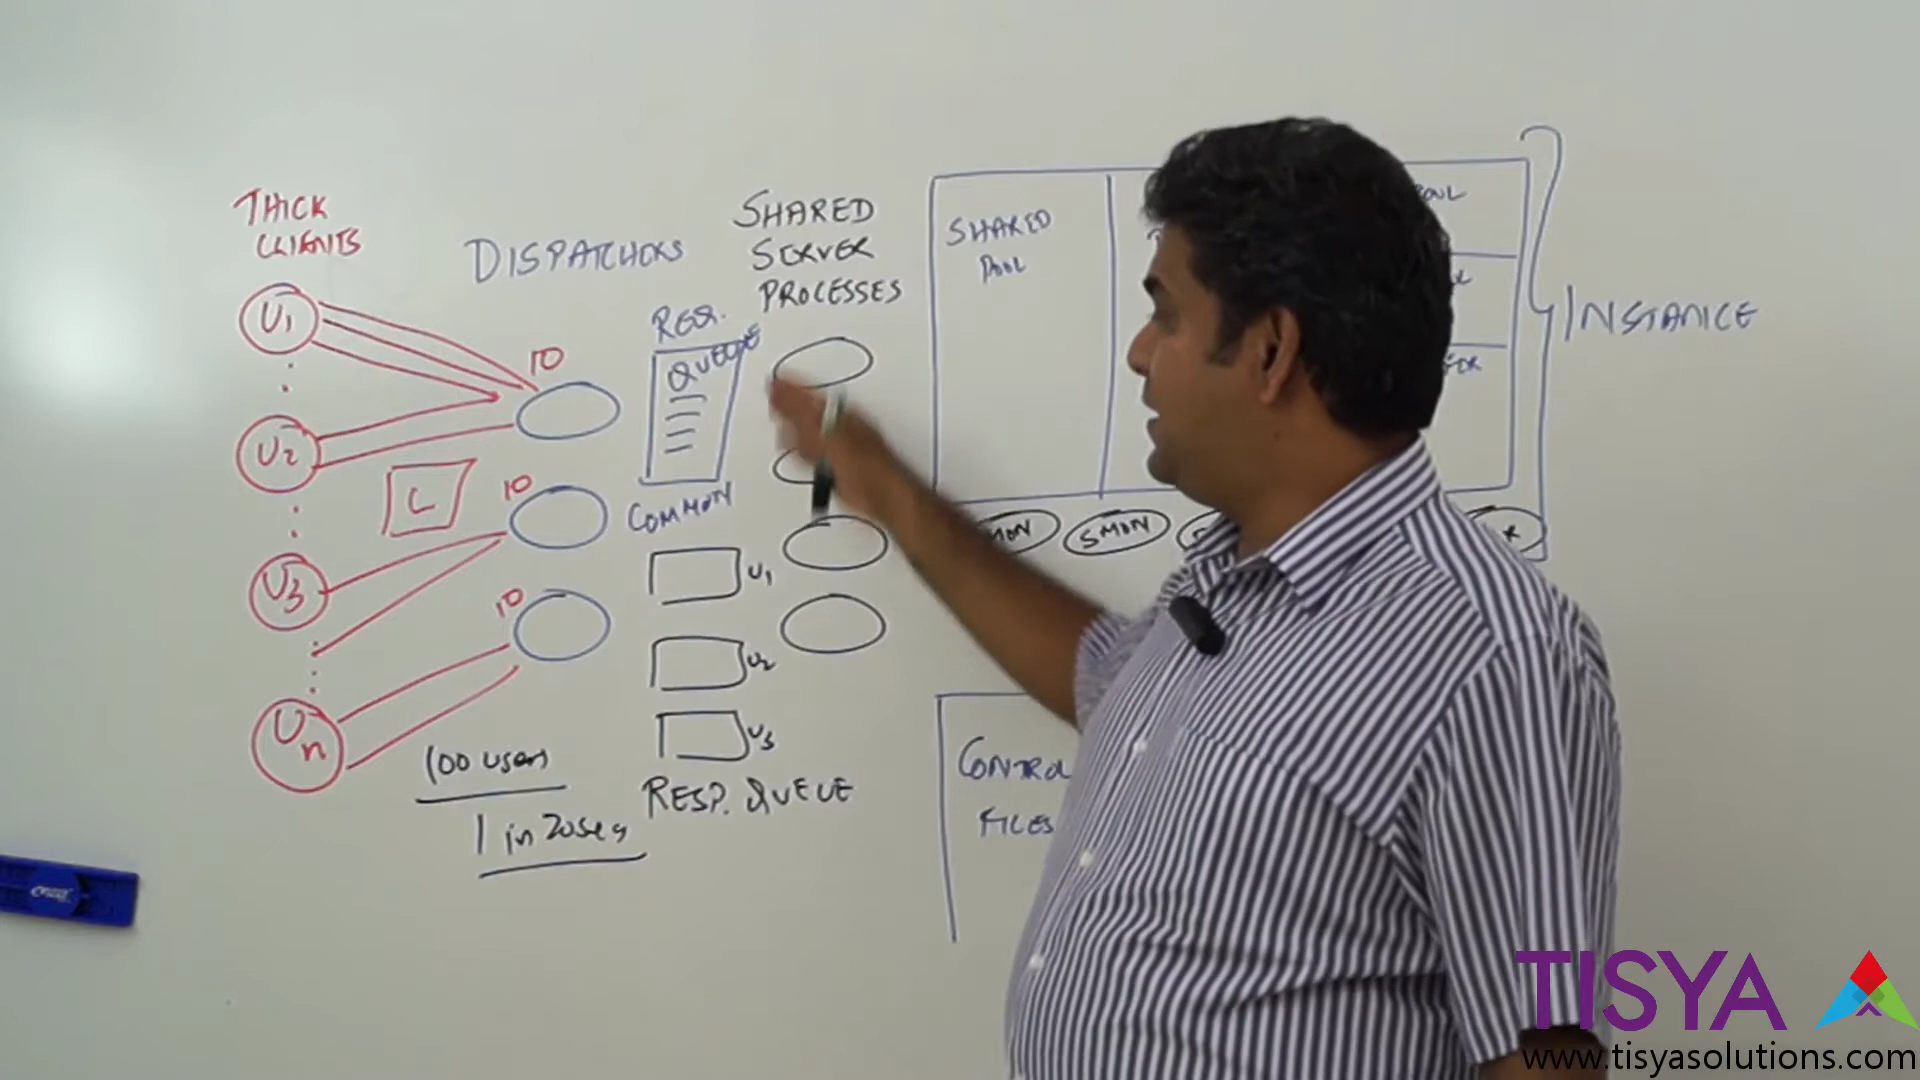 THICK
CLIENTS
U1
U2
U3
Un
L
DISPATCHERS
10
10
10
100 users
1 in 20 secs
REQ.
QUEUE
COMMON
U1
U2
U3
RESP. QUEUE
SHARED
SERVER
PROCESSES
SHARED
POOL
SMON
INSTANCE
CONTROL
FILES
TISYA
www.tisyasolutions.com